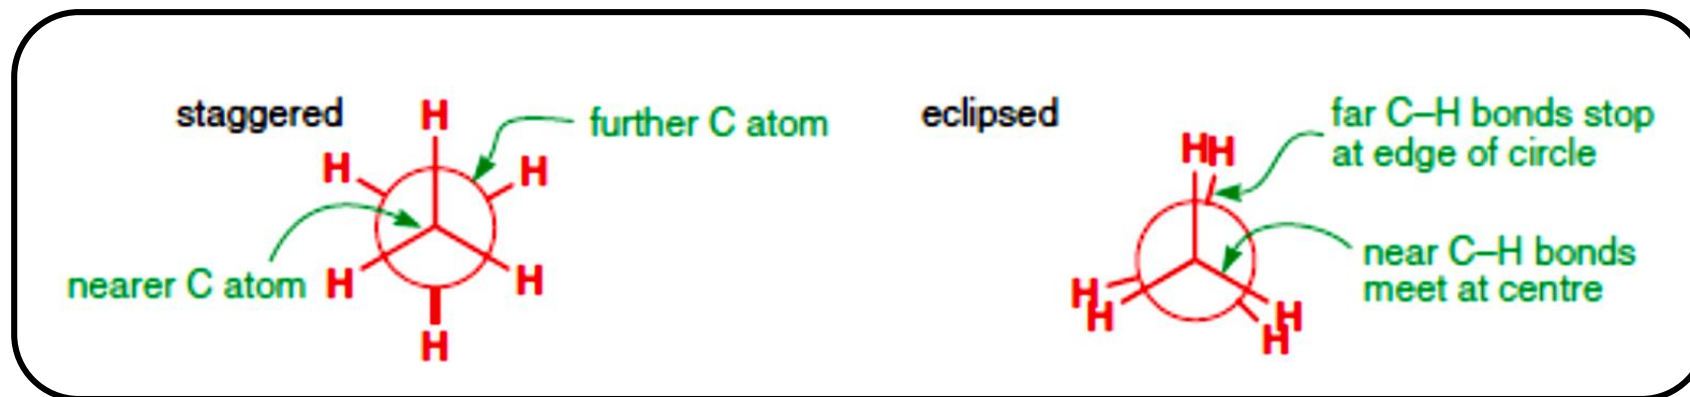 staggered
H
further C atom
H
H
nearer C atom
H
H
H
eclipsed
far C–H bonds stop
at edge of circle
HH
near C–H bonds
meet at centre
H
H
H
H